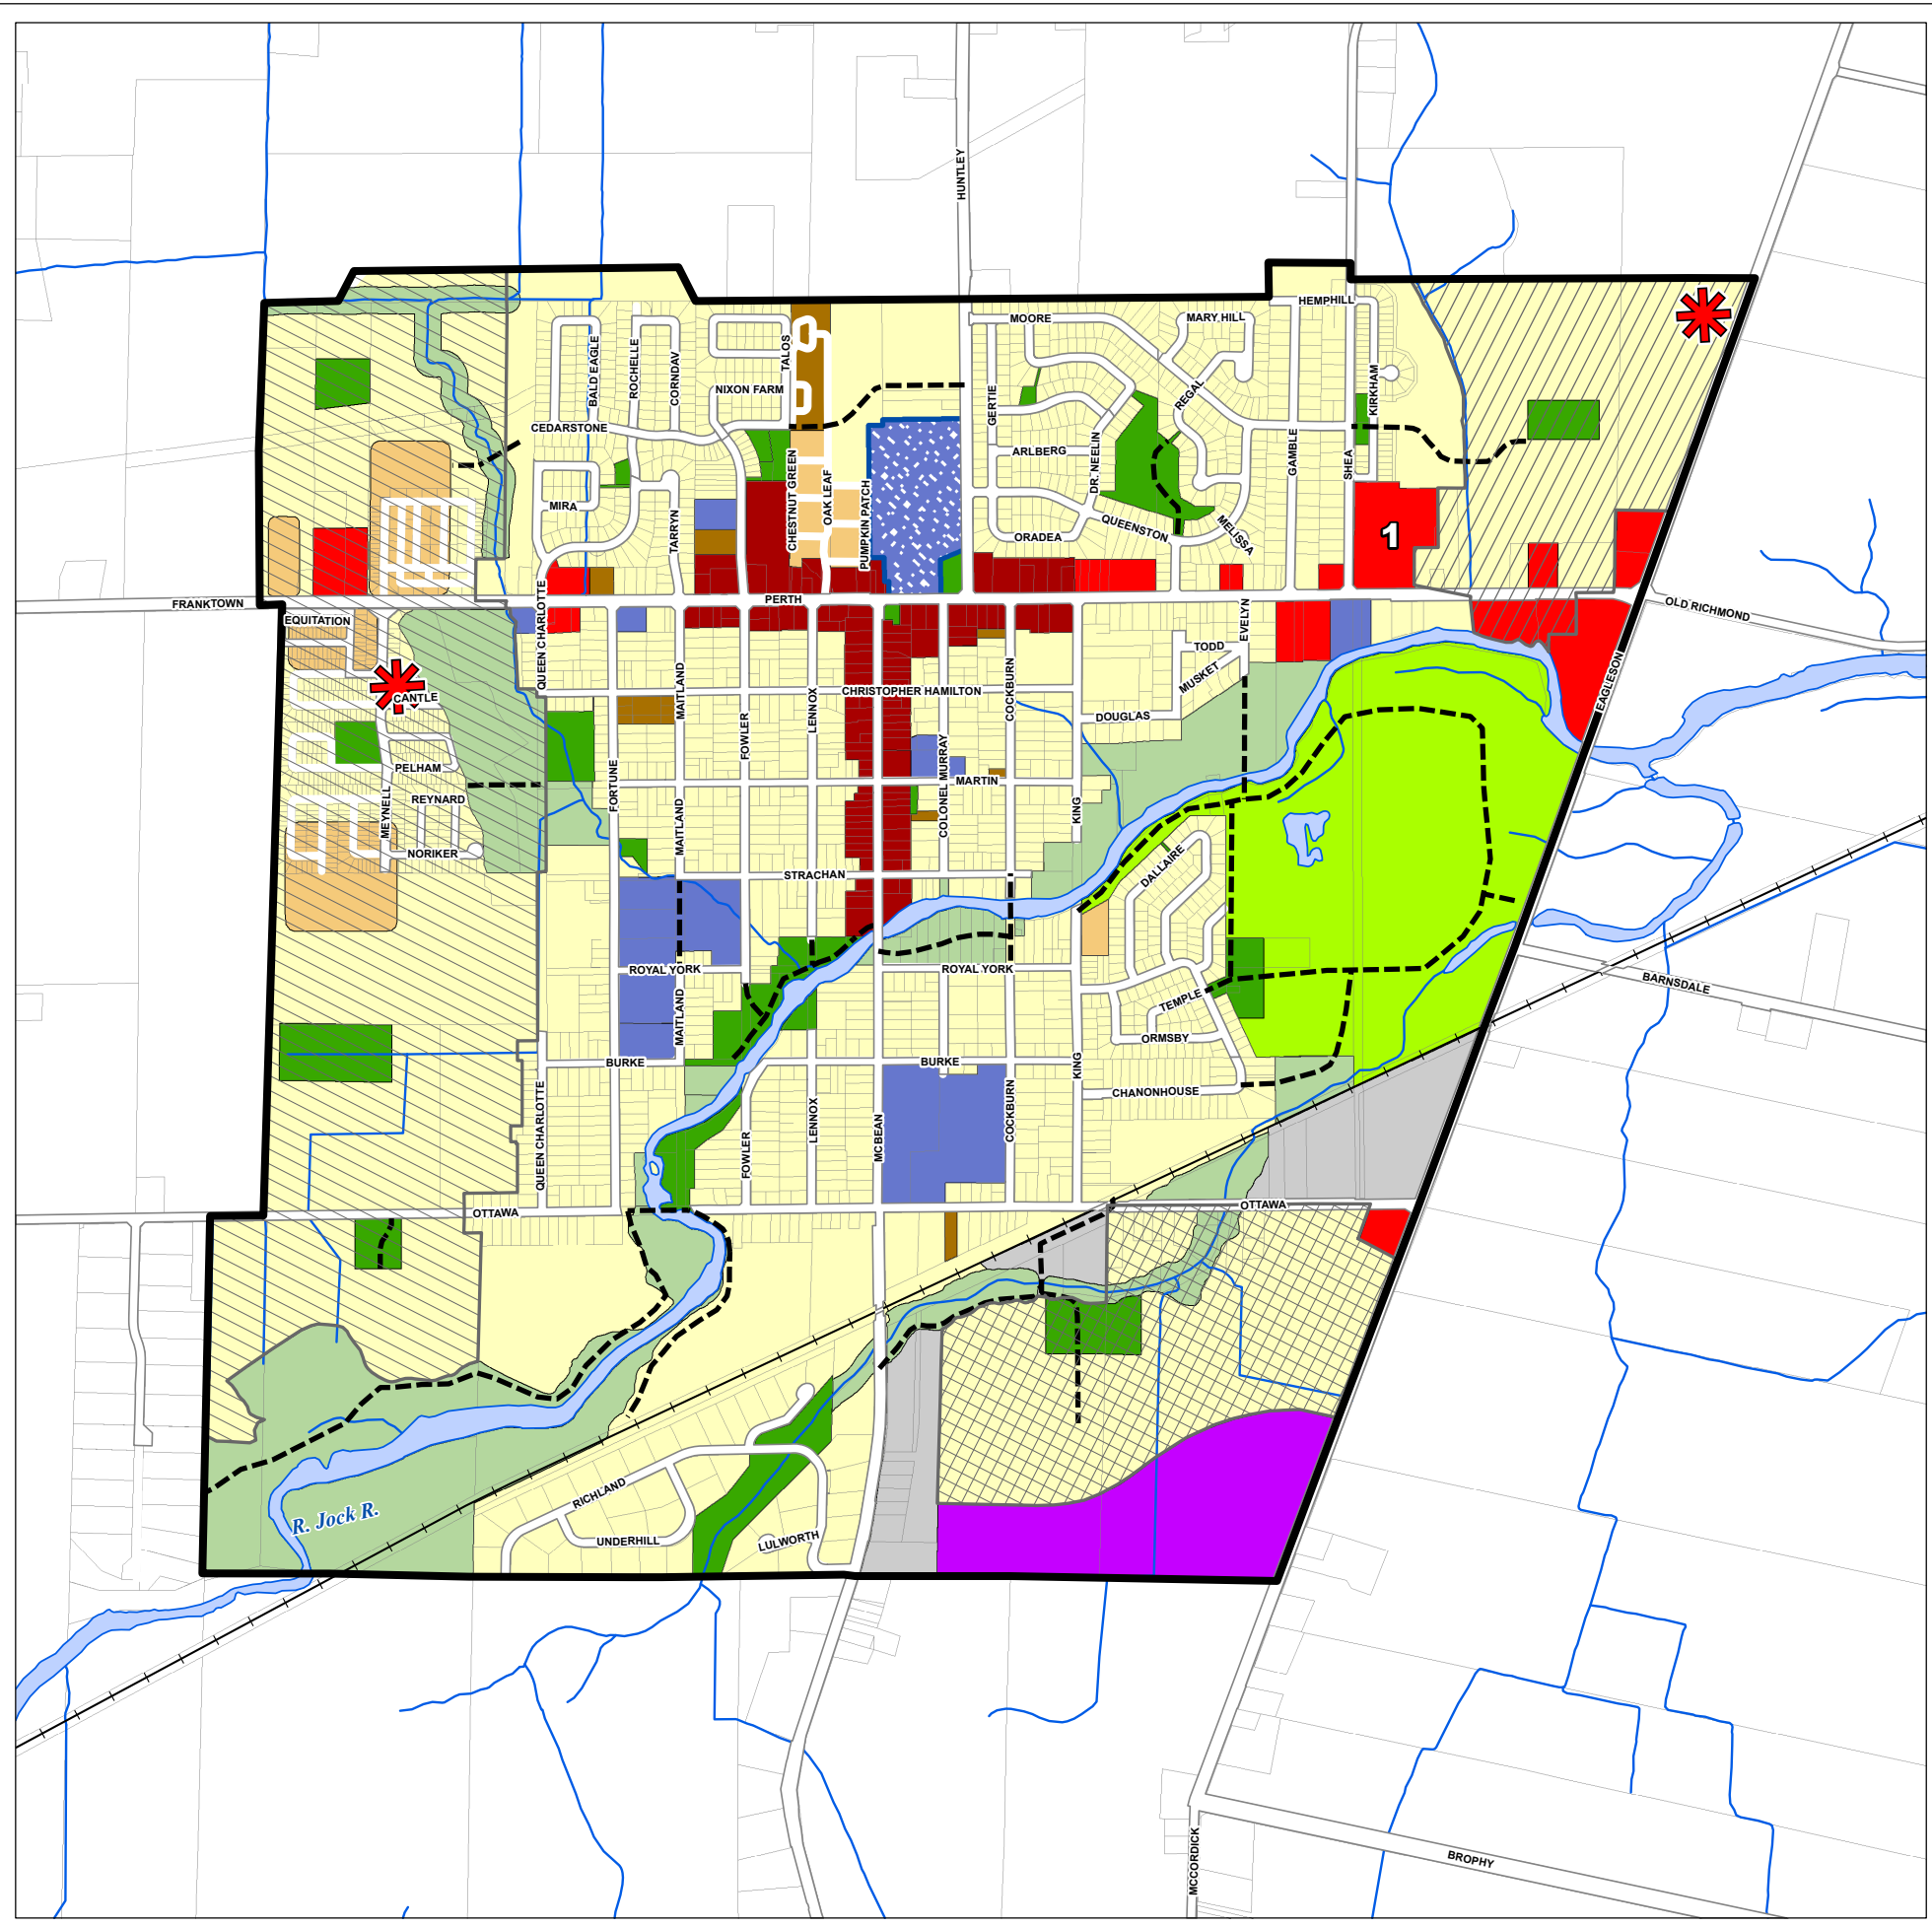 HUNTLEY
HEMPHILL
MOORE
MARY HILL
BALD EAGLE
ROCHELLE
CORNDAV
TALOS
NIXON FARM
GERTIE
REGAL
KIRKHAM
CEDARSTONE
ARLBERG
DR. NEELIN
GAMBLE
SHEA
CHESTNUT GREEN
OAK LEAF
PUMPKIN PATCH
MIRA
TARRYN
ORADEA
QUEENSTON
MELISSA
1
FRANKTOWN
PERTH
OLD RICHMOND
EQUITATION
QUEEN CHARLOTTE
EVELYN
TODD
MUSKET
EAGLESON
CANTLE
MAITLAND
LENNOX
CHRISTOPHER HAMILTON
COCKBURN
DOUGLAS
FOWLER
PELHAM
FORTUNE
COLONEL MURRAY
MARTIN
REYNARD
MEYNELL
MAITLAND
KING
NORIKER
STRACHAN
DALLAIRE
ROYAL YORK
ROYAL YORK
BARNSDALE
TEMPLE
MAITLAND
ORMSBY
BURKE
BURKE
KING
CHANONHOUSE
QUEEN CHARLOTTE
FOWLER
LENNOX
MCBEAN
COCKBURN
OTTAWA
OTTAWA
R. Jock R.
RICHLAND
UNDERHILL
LULWORTH
MCCORDICK
BROPHY